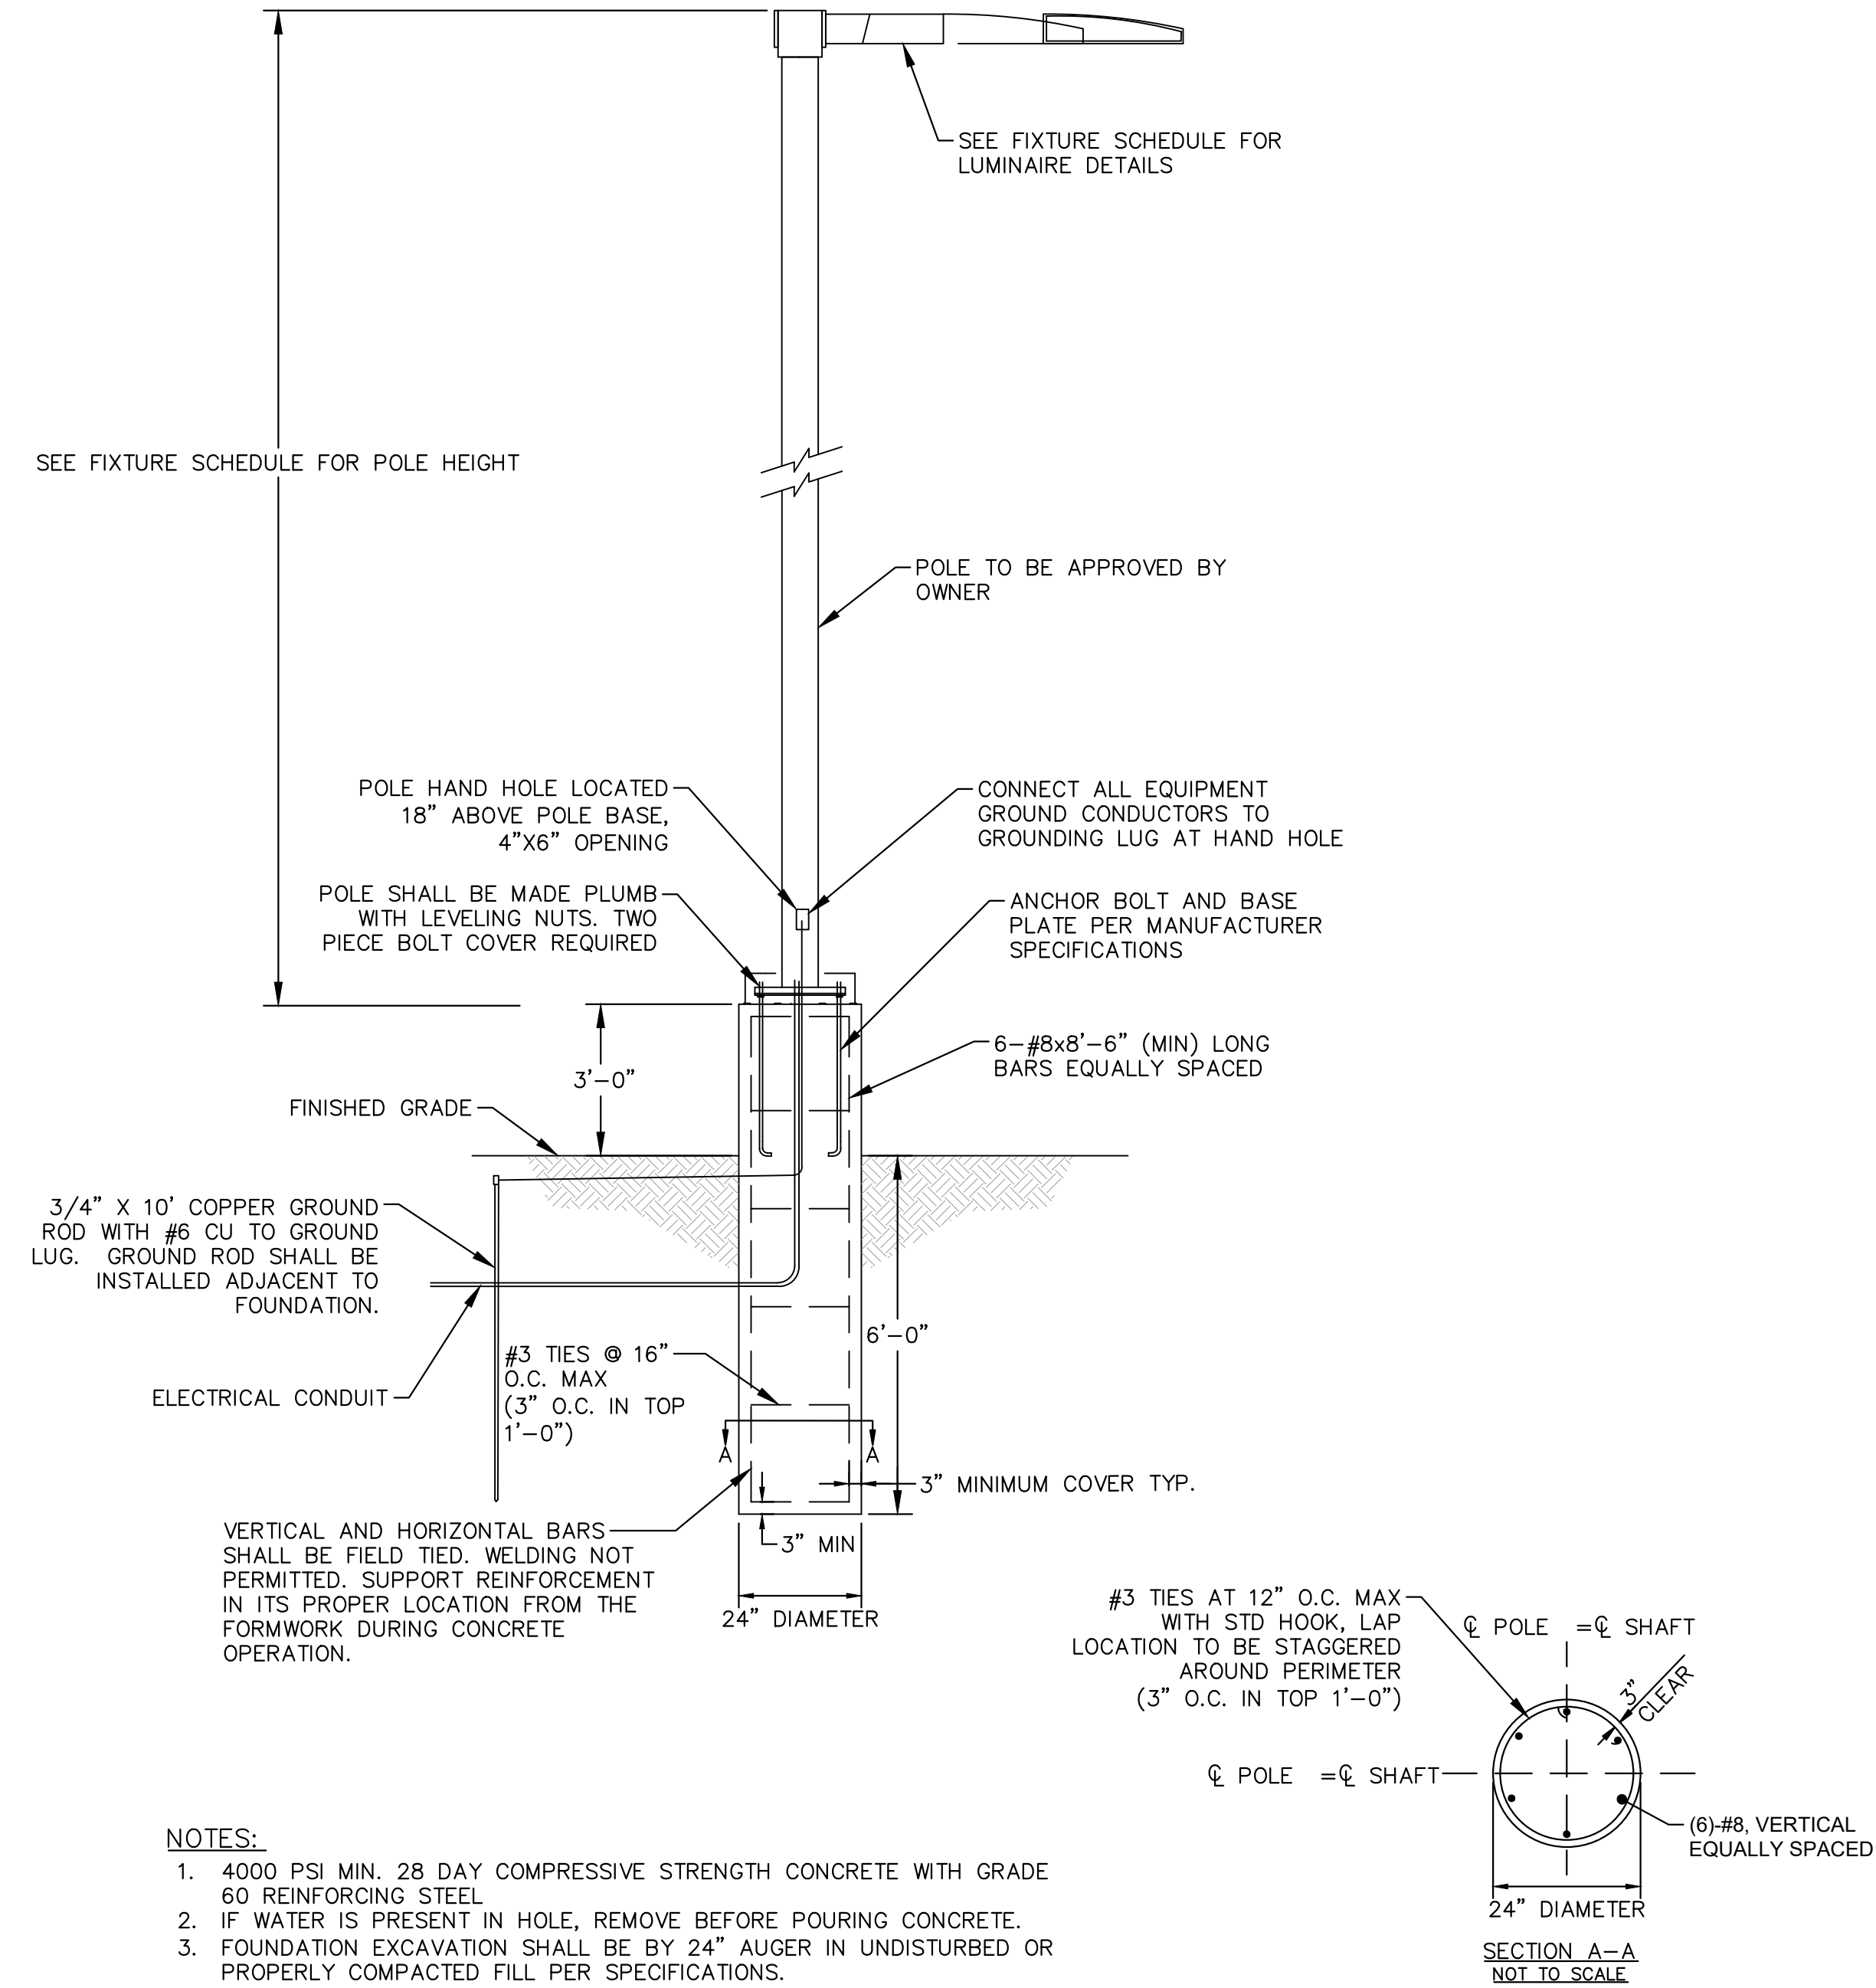 SEE FIXTURE SCHEDULE FOR
LUMINAIRE DETAILS
SEE FIXTURE SCHEDULE FOR POLE HEIGHT
POLE TO BE APPROVED BY
OWNER
POLE HAND HOLE LOCATED
18" ABOVE POLE BASE,
4"X6" OPENING
CONNECT ALL EQUIPMENT
GROUND CONDUCTORS TO
GROUNDING LUG AT HAND HOLE
POLE SHALL BE MADE PLUMB
WITH LEVELING NUTS. TWO
PIECE BOLT COVER REQUIRED
ANCHOR BOLT AND BASE
PLATE PER MANUFACTURER
SPECIFICATIONS
6-#8x8'-6" (MIN) LONG
BARS EQUALLY SPACED
3'-0"
FINISHED GRADE
3/4" X 10' COPPER GROUND
ROD WITH #6 CU TO GROUND
LUG. GROUND ROD SHALL BE
INSTALLED ADJACENT TO
FOUNDATION.
6'-0"
#3 TIES @ 16"
O.C. MAX
(3" O.C. IN TOP
1'-0")
ELECTRICAL CONDUIT
A A
3" MINIMUM COVER TYP.
3" MIN
VERTICAL AND HORIZONTAL BARS
SHALL BE FIELD TIED. WELDING NOT
PERMITTED. SUPPORT REINFORCEMENT
IN ITS PROPER LOCATION FROM THE
FORMWORK DURING CONCRETE
OPERATION.
24" DIAMETER
#3 TIES AT 12" O.C. MAX
WITH STD HOOK, LAP
LOCATION TO BE STAGGERED
AROUND PERIMETER
(3" O.C. IN TOP 1'-0")
℄ POLE =℄ SHAFT
3"
CLEAR
℄ POLE =℄ SHAFT
(6)-#8, VERTICAL
EQUALLY SPACED
24" DIAMETER
SECTION A-A
NOT TO SCALE
NOTES:
1. 4000 PSI MIN. 28 DAY COMPRESSIVE STRENGTH CONCRETE WITH GRADE
60 REINFORCING STEEL
2. IF WATER IS PRESENT IN HOLE, REMOVE BEFORE POURING CONCRETE.
3. FOUNDATION EXCAVATION SHALL BE BY 24" AUGER IN UNDISTURBED OR
PROPERLY COMPACTED FILL PER SPECIFICATIONS.